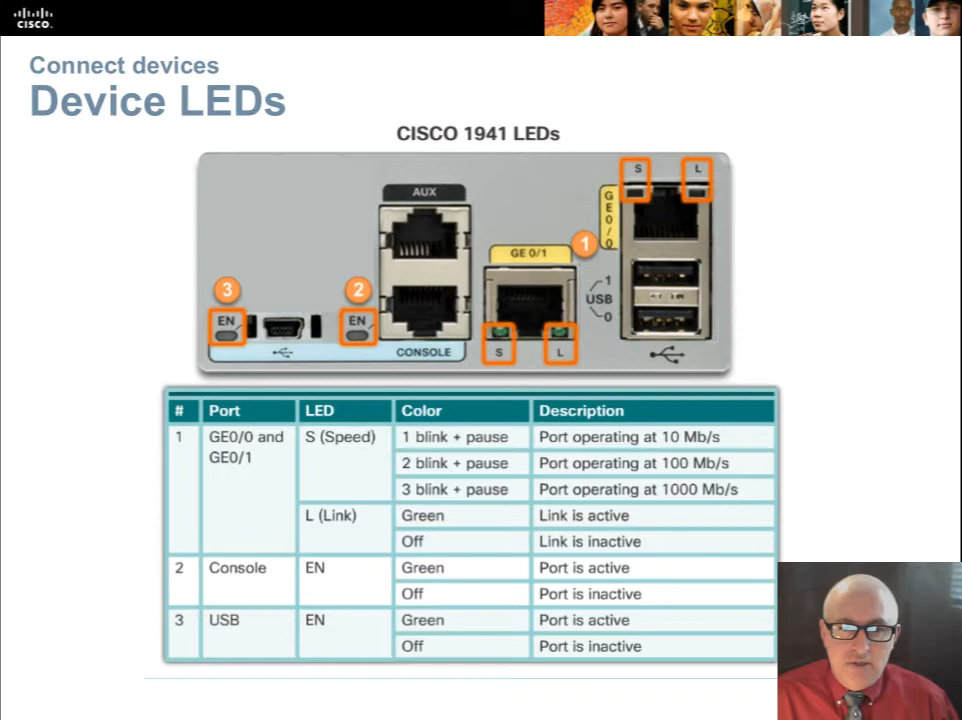 CISCO.
Connect devices
Device LEDs
CISCO 1941 LEDs
S L
AUX
GE0/0
GE 0/1
1
3
2
1
USB
0
EN
EN
CONSOLE
S L
# Port LED Color Description
1 GE0/0 and GE0/1 S (Speed) 1 blink + pause Port operating at 10 Mb/s
2 blink + pause Port operating at 100 Mb/s
3 blink + pause Port operating at 1000 Mb/s
L (Link) Green Link is active
Off Link is inactive
2 Console EN Green Port is active
Off Port is inactive
3 USB EN Green Port is active
Off Port is inactive